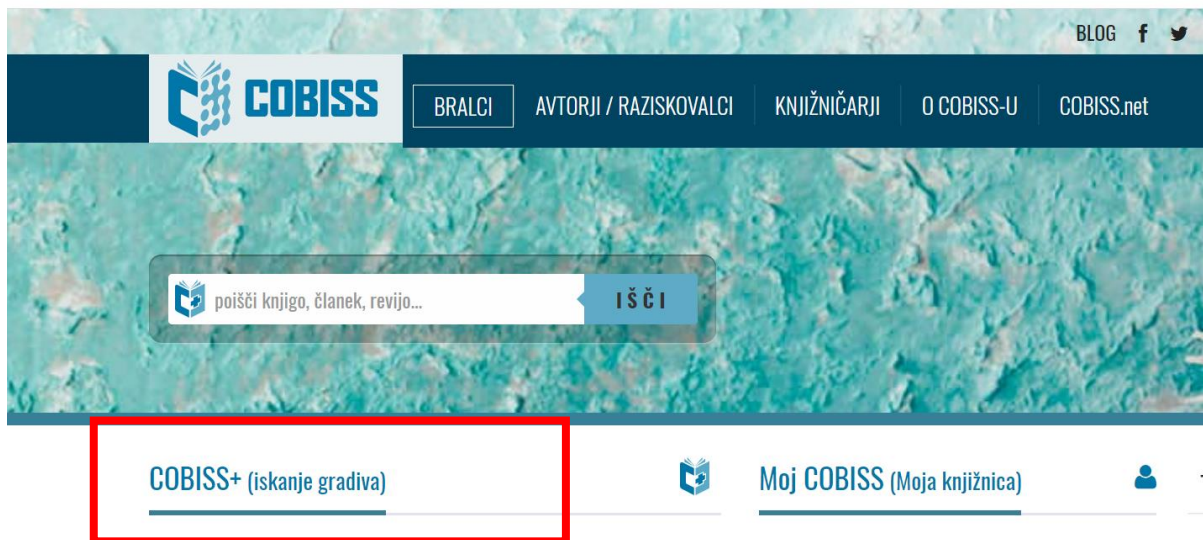 BLOG
COBISS BRALCI AVTORJI / RAZISKOVALCI KNJIŽNIČARJI O COBISS-U COBISS.net
poišči knjigo, članek, revijo... IŠČI
COBISS+ (iskanje gradiva) Moj COBISS (Moja knjižnica)